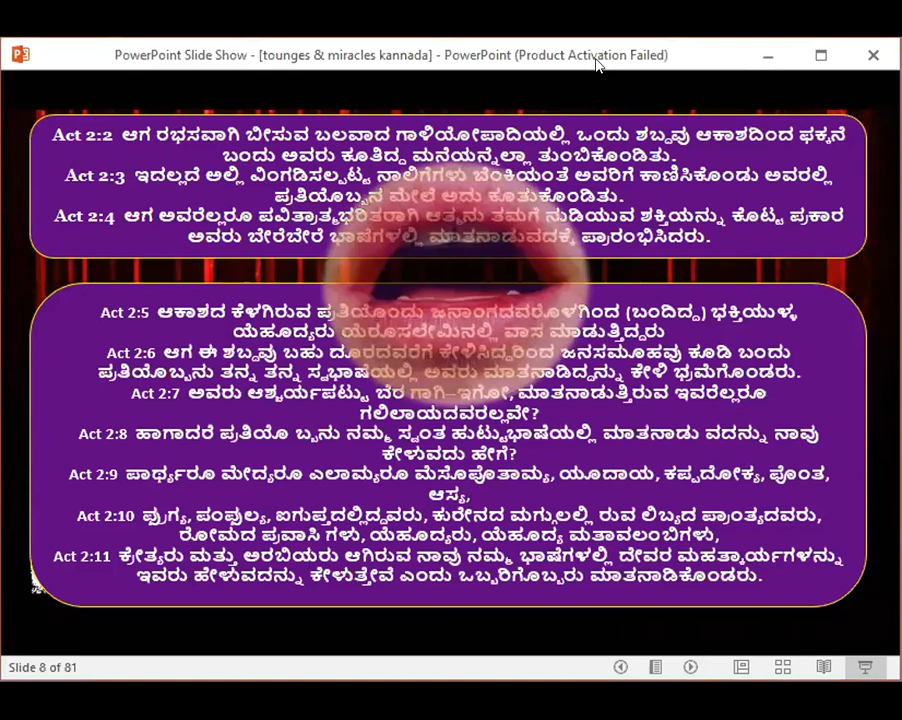 PowerPoint Slide Show - [tounges & miracles kannada] - PowerPoint (Product Activation Failed)
Act 2:2 ಆಗ ರಭಸವಾಗಿ ಬೀಸುವ ಬಲವಾದ ಗಾಳಿಯೋಪಾದಿಯಲ್ಲಿ ಒಂದು ಶಬ್ದವು ಆಕಾಶದಿಂದ ಫಕ್ಕನೆ
ಬಂದು ಅವರು ಕೂತಿದ್ದ ಮನೆಯನ್ನೆಲ್ಲಾ ತುಂಬಿಕೊಂಡಿತು.
Act 2:3 ಇದಲ್ಲದೆ ಅಲ್ಲಿ ವಿಂಗಡಿಸಲ್ಪಟ್ಟ ನಾಲಿಗೆಗಳು ಬೆಂಕಿಯಂತೆ ಅವರಿಗೆ ಕಾಣಿಸಿಕೊಂಡು ಅವರಲ್ಲಿ
ಪ್ರತಿಯೊಬ್ಬನ ಮೇಲೆ ಅದು ಕೂತುಕೊಂಡಿತು.
Act 2:4 ಆಗ ಅವರೆಲ್ಲರೂ ಪವಿತ್ರಾತ್ಮಭರಿತರಾಗಿ ಆತ್ಮನು ತಮಗೆ ನುಡಿಯುವ ಶಕ್ತಿಯನ್ನು ಕೊಟ್ಟ ಪ್ರಕಾರ
ಅವರು ಬೇರೆಬೇರೆ ಭಾಷೆಗಳಲ್ಲಿ ಮಾತನಾಡುವದಕ್ಕೆ ಪ್ರಾರಂಭಿಸಿದರು.
Act 2:5 ಆಕಾಶದ ಕೆಳಗಿರುವ ಪ್ರತಿಯೊಂದು ಜನಾಂಗದವರೊಳಗಿಂದ (ಬಂದಿದ್ದ) ಭಕ್ತಿಯುಳ್ಳ
ಯೆಹೂದ್ಯರು ಯೆರೂಸಲೇಮಿನಲ್ಲಿ ವಾಸ ಮಾಡುತ್ತಿದ್ದರು
Act 2:6 ಆಗ ಈ ಶಬ್ದವು ಬಹು ದೂರದವರೆಗೆ ಕೇಳಿಸಿದ್ದರಿಂದ ಜನಸಮೂಹವು ಕೂಡಿ ಬಂದು
ಪ್ರತಿಯೊಬ್ಬನು ತನ್ನ ತನ್ನ ಸ್ವಭಾಷೆಯಲ್ಲಿ ಅವರು ಮಾತನಾಡಿದ್ದನ್ನು ಕೇಳಿ ಭ್ರಮೆಗೊಂಡರು.
Act 2:7 ಅವರು ಆಶ್ಚರ್ಯಪಟ್ಟು ಬೆರ ಗಾಗಿ--ಇಗೋ, ಮಾತನಾಡುತ್ತಿರುವ ಇವರೆಲ್ಲರೂ
ಗಲಿಲಾಯದವರಲ್ಲವೇ?
Act 2:8 ಹಾಗಾದರೆ ಪ್ರತಿಯೊ ಬ್ಬನು ನಮ್ಮ ಸ್ವಂತ ಹುಟ್ಟುಭಾಷೆಯಲ್ಲಿ ಮಾತನಾಡು ವದನ್ನು ನಾವು
ಕೇಳುವದು ಹೇಗೆ?
Act 2:9 ಪಾರ್ಥ್ಯರೂ ಮೇದ್ಯರೂ ಎಲಾಮ್ಯರೂ ಮೆಸೊಪೊತಾಮ್ಯ, ಯೂದಾಯ, ಕಪ್ಪದೋಕ್ಯ, ಪೊಂತ,
ಆಸ್ಯ,
Act 2:10 ಫ್ರುಗ್ಯ, ಪಂಫುಲ್ಯ, ಐಗುಪ್ತದಲ್ಲಿದ್ದವರು, ಕುರೇನದ ಮಗ್ಗುಲಲ್ಲಿ ರುವ ಲಿಬ್ಯದ ಪ್ರಾಂತ್ಯದವರು,
ರೋಮದ ಪ್ರವಾಸಿ ಗಳು, ಯೆಹೂದ್ಯರು, ಯೆಹೂದ್ಯ ಮತಾವಲಂಬಿಗಳು,
Act 2:11 ಕ್ರೇತ್ಯರು ಮತ್ತು ಅರಬಿಯರು ಆಗಿರುವ ನಾವು ನಮ್ಮ ಭಾಷೆಗಳಲ್ಲಿ ದೇವರ ಮಹತ್ಕಾರ್ಯಗಳನ್ನು
ಇವರು ಹೇಳುವದನ್ನು ಕೇಳುತ್ತೇವೆ ಎಂದು ಒಬ್ಬರಿಗೊಬ್ಬರು ಮಾತನಾಡಿಕೊಂಡರು.
Slide 8 of 81